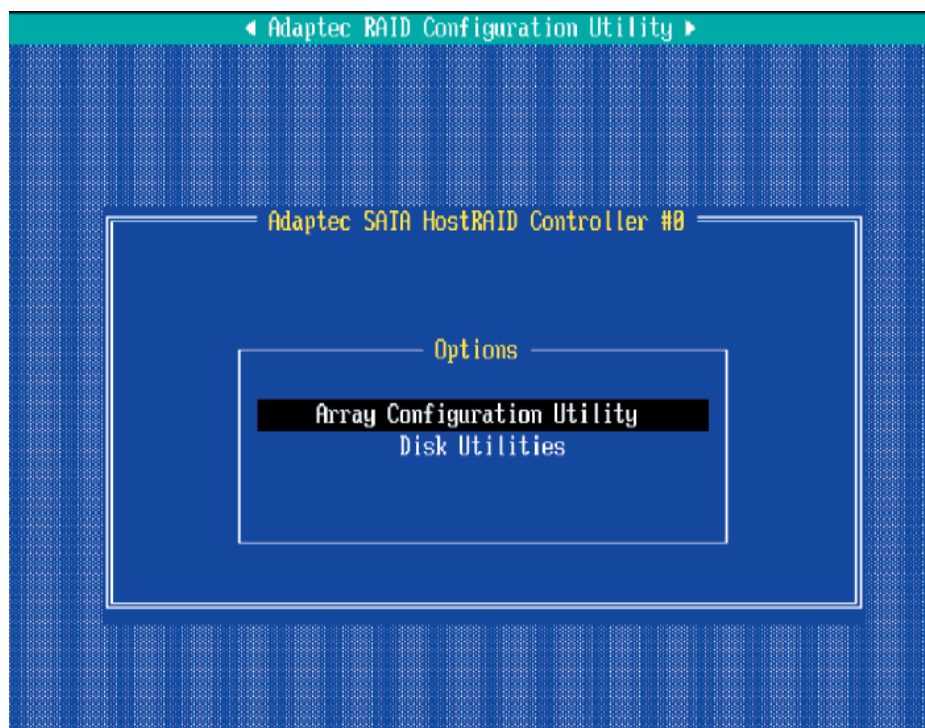 Adaptec RAID Configuration Utility
Adaptec SATA HostRAID Controller #0
Options
Array Configuration Utility
Disk Utilities